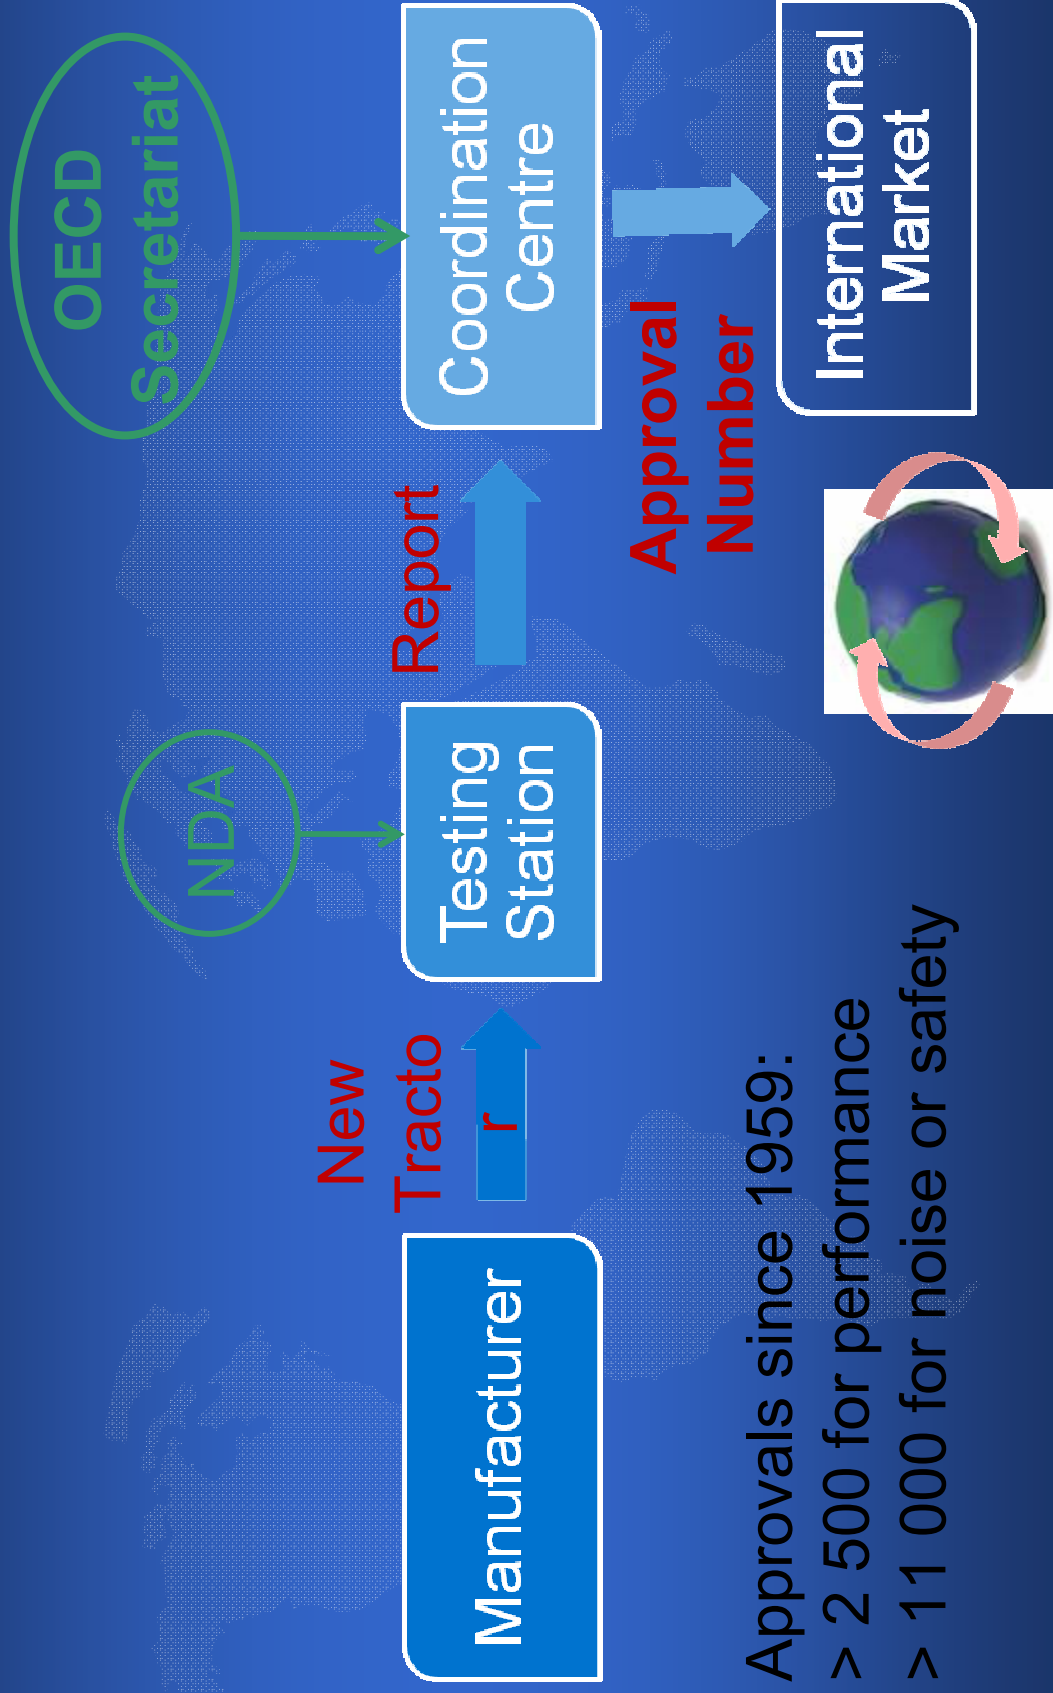 OECD
Secretariat
NDA
New
Tracto
r
Report
Manufacturer
Testing
Station
Coordination
Centre
Approval
Number
International
Market
Approvals since 1959:
> 2 500 for performance
> 11 000 for noise or safety